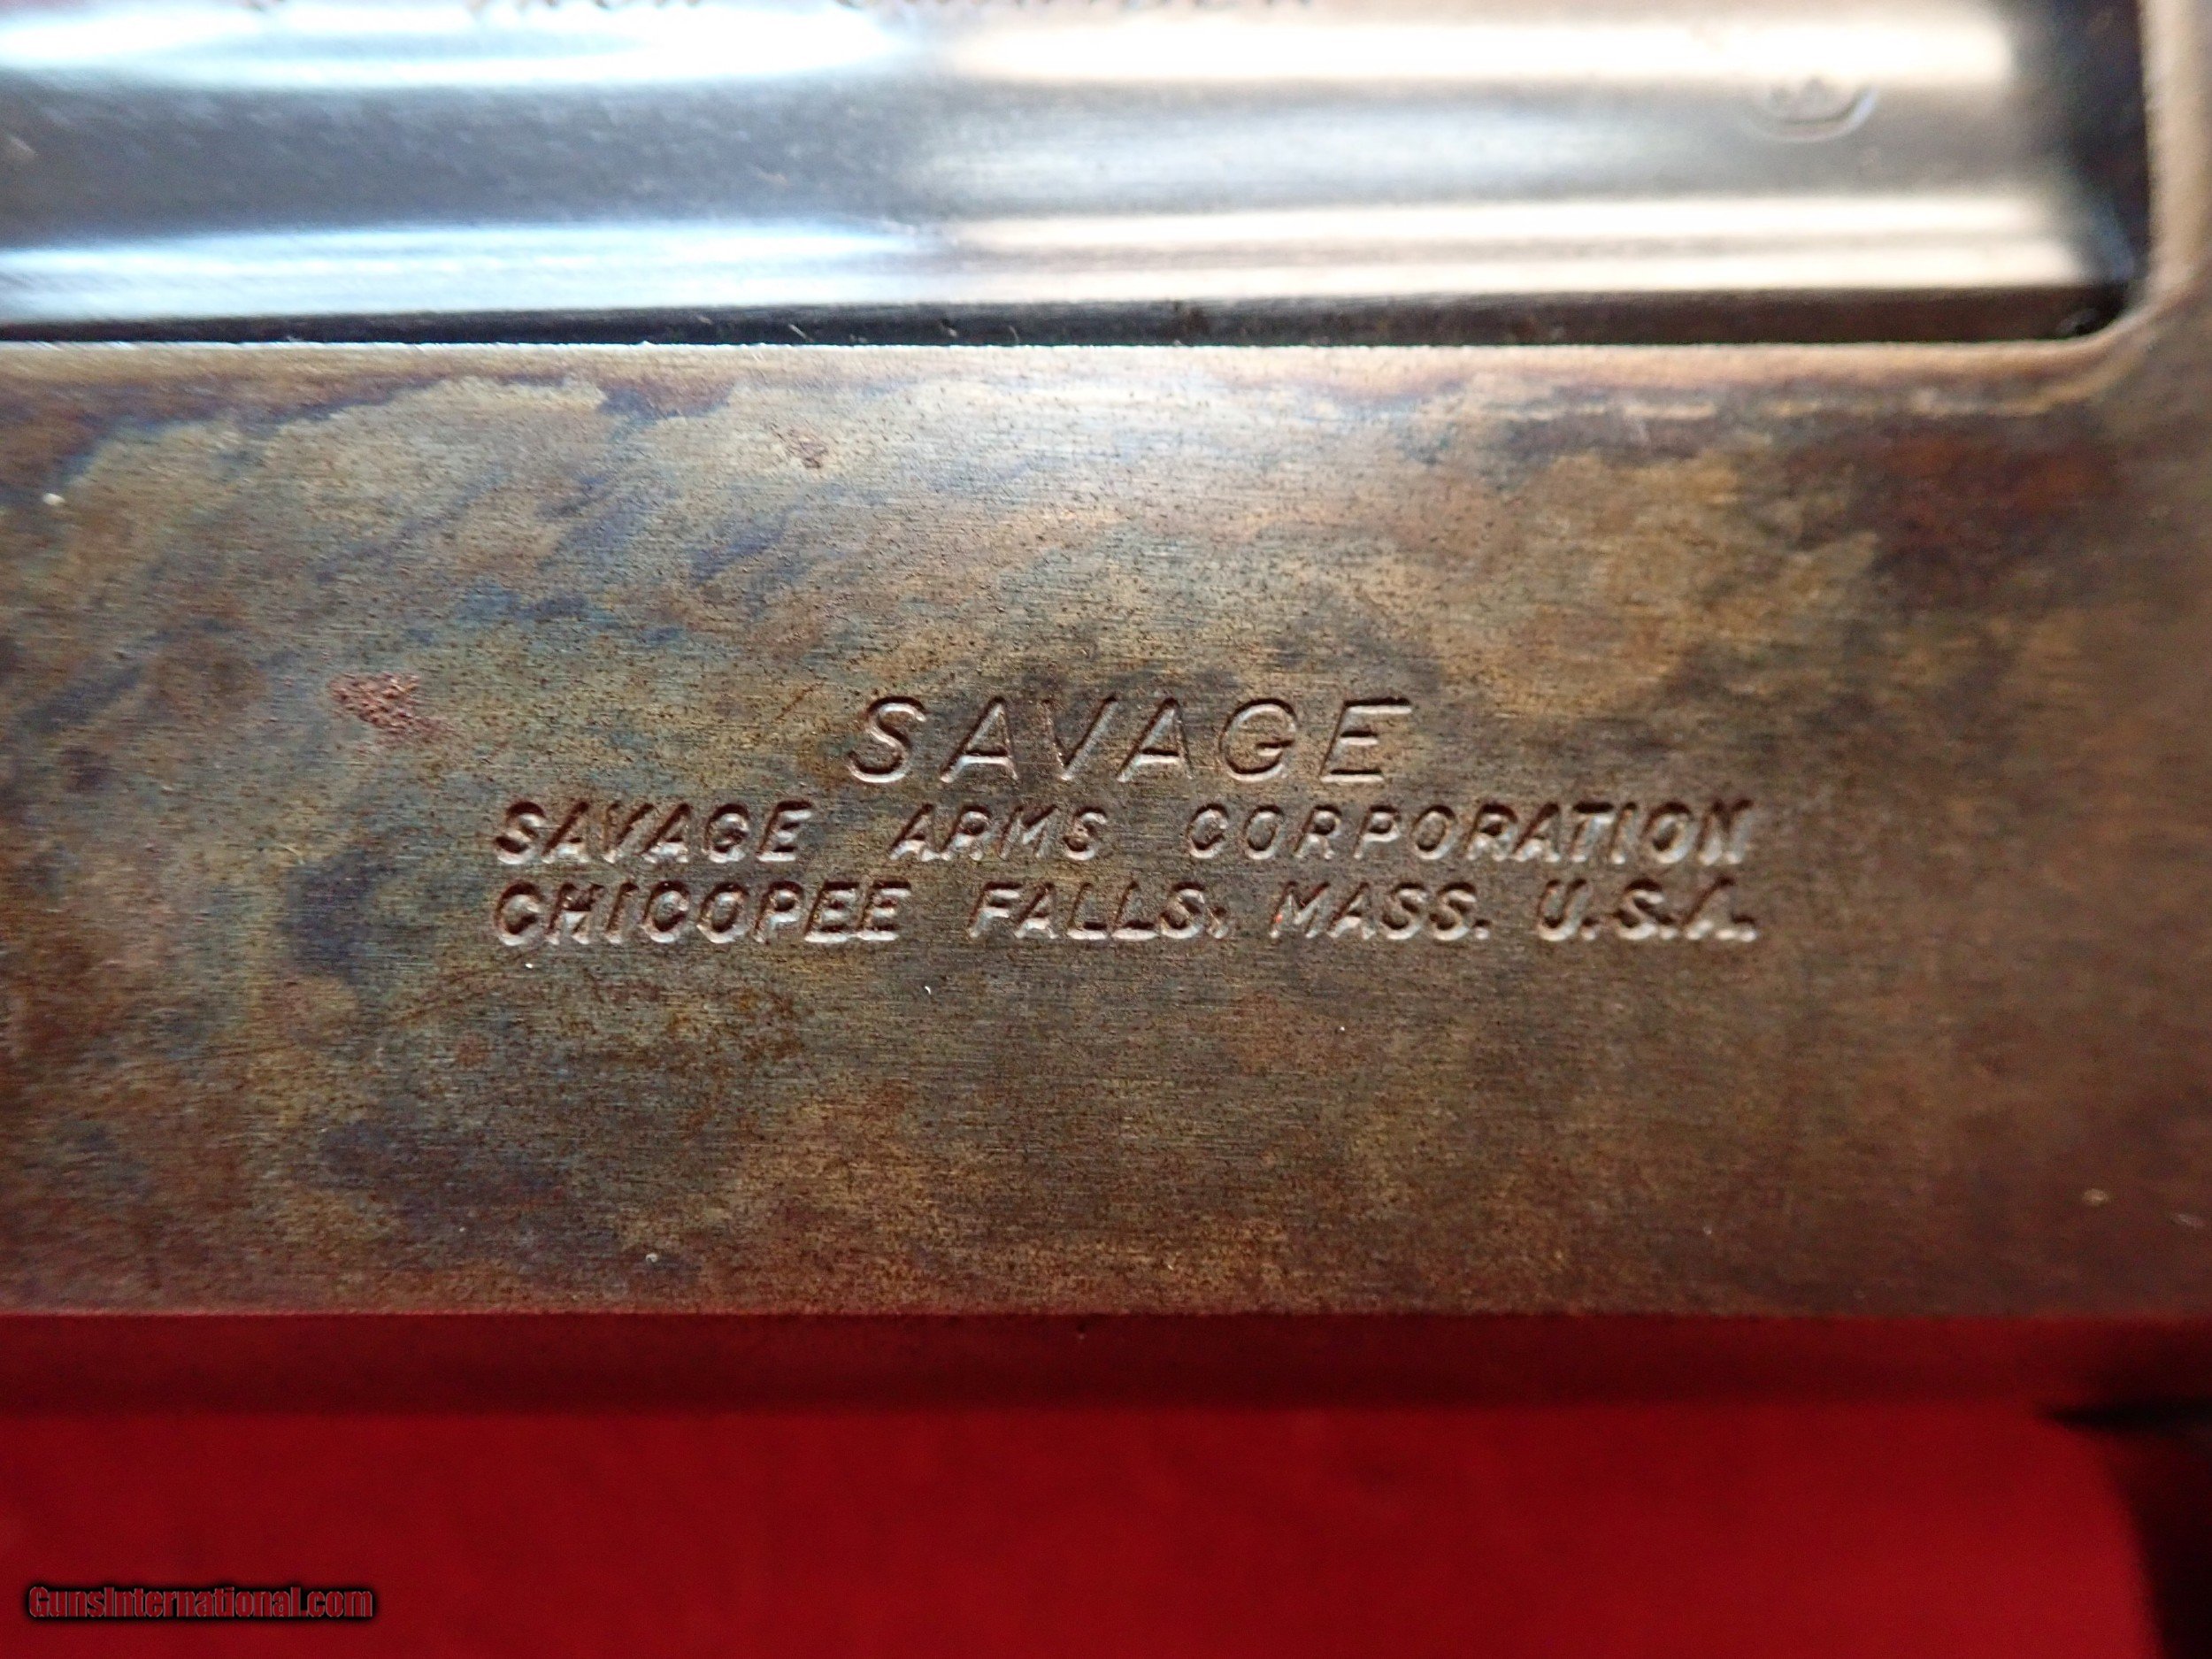 SAVAGE
SAVAGE ARMS CORPORATION
CHICOPEE FALLS, MASS. U.S.A.
GunsInternational.com